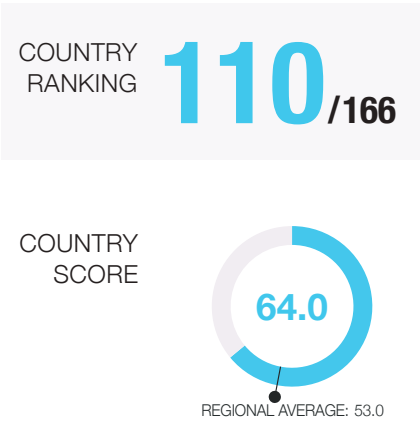 COUNTRY
RANKING
110/166
COUNTRY
SCORE
64.0
REGIONAL AVERAGE: 53.0